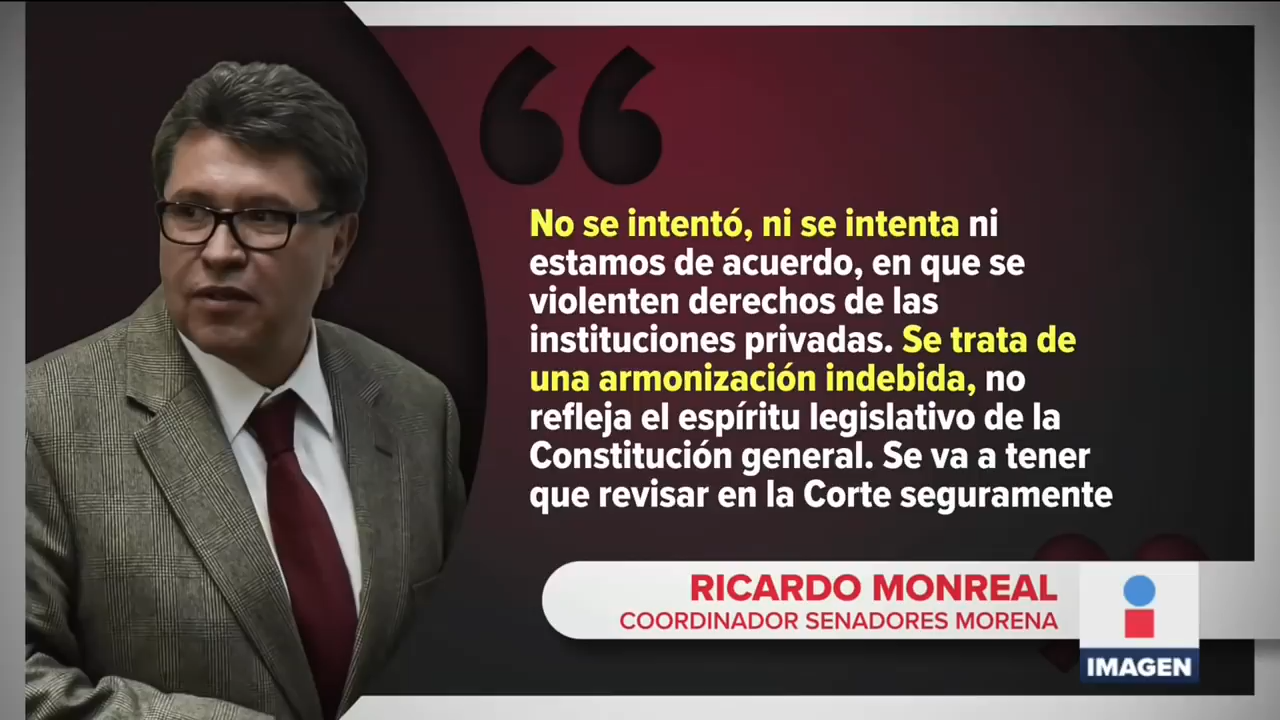 “
No se intentó, ni se intenta ni
estamos de acuerdo, en que se
violenten derechos de las
instituciones privadas. Se trata de
una armonización indebida, no
refleja el espíritu legislativo de la
Constitución general. Se va a tener
que revisar en la Corte seguramente
”
RICARDO MONREAL
COORDINADOR SENADORES MORENA
IMAGEN